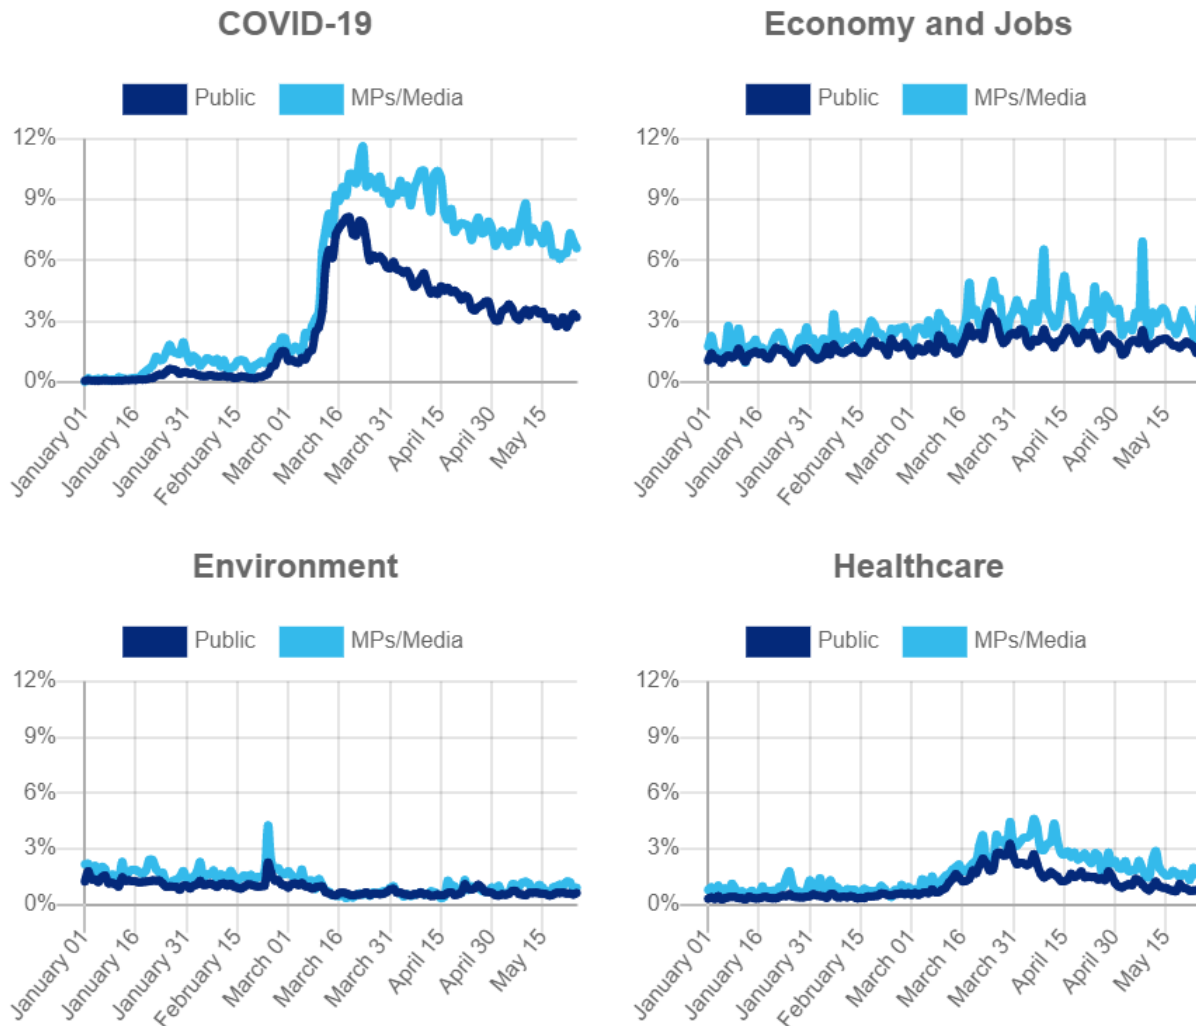 COVID-19
Economy and Jobs
Public
MPs/Media
Public
MPs/Media
12%
9%
6%
3%
0%
12%
9%
6%
3%
0%
January 01
January 16
January 31
February 15
March 01
March 16
March 31
April 15
April 30
May 15
January 01
January 16
January 31
February 15
March 01
March 16
March 31
April 15
April 30
May 15
Environment
Healthcare
Public
MPs/Media
Public
MPs/Media
12%
9%
6%
3%
0%
12%
9%
6%
3%
0%
January 01
January 16
January 31
February 15
March 01
March 16
March 31
April 15
April 30
May 15
January 01
January 16
January 31
February 15
March 01
March 16
March 31
April 15
April 30
May 15